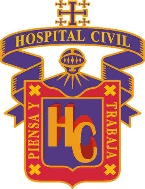 HOSPITAL CIVIL
PIENSA Y
TRABAJA
HC